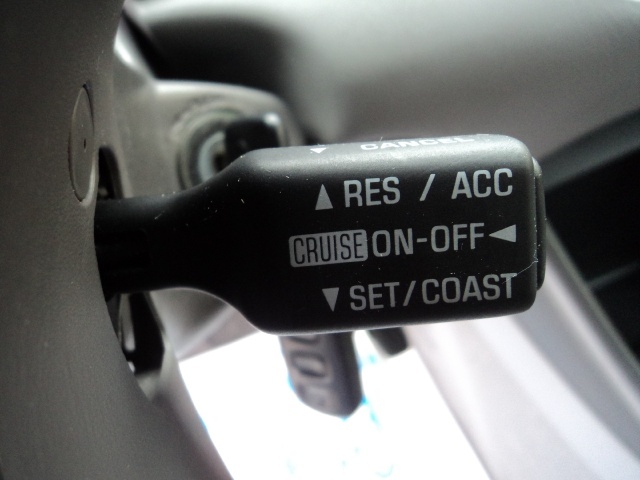 CANCEL
RES / ACC
CRUISE ON-OFF
SET/COAST